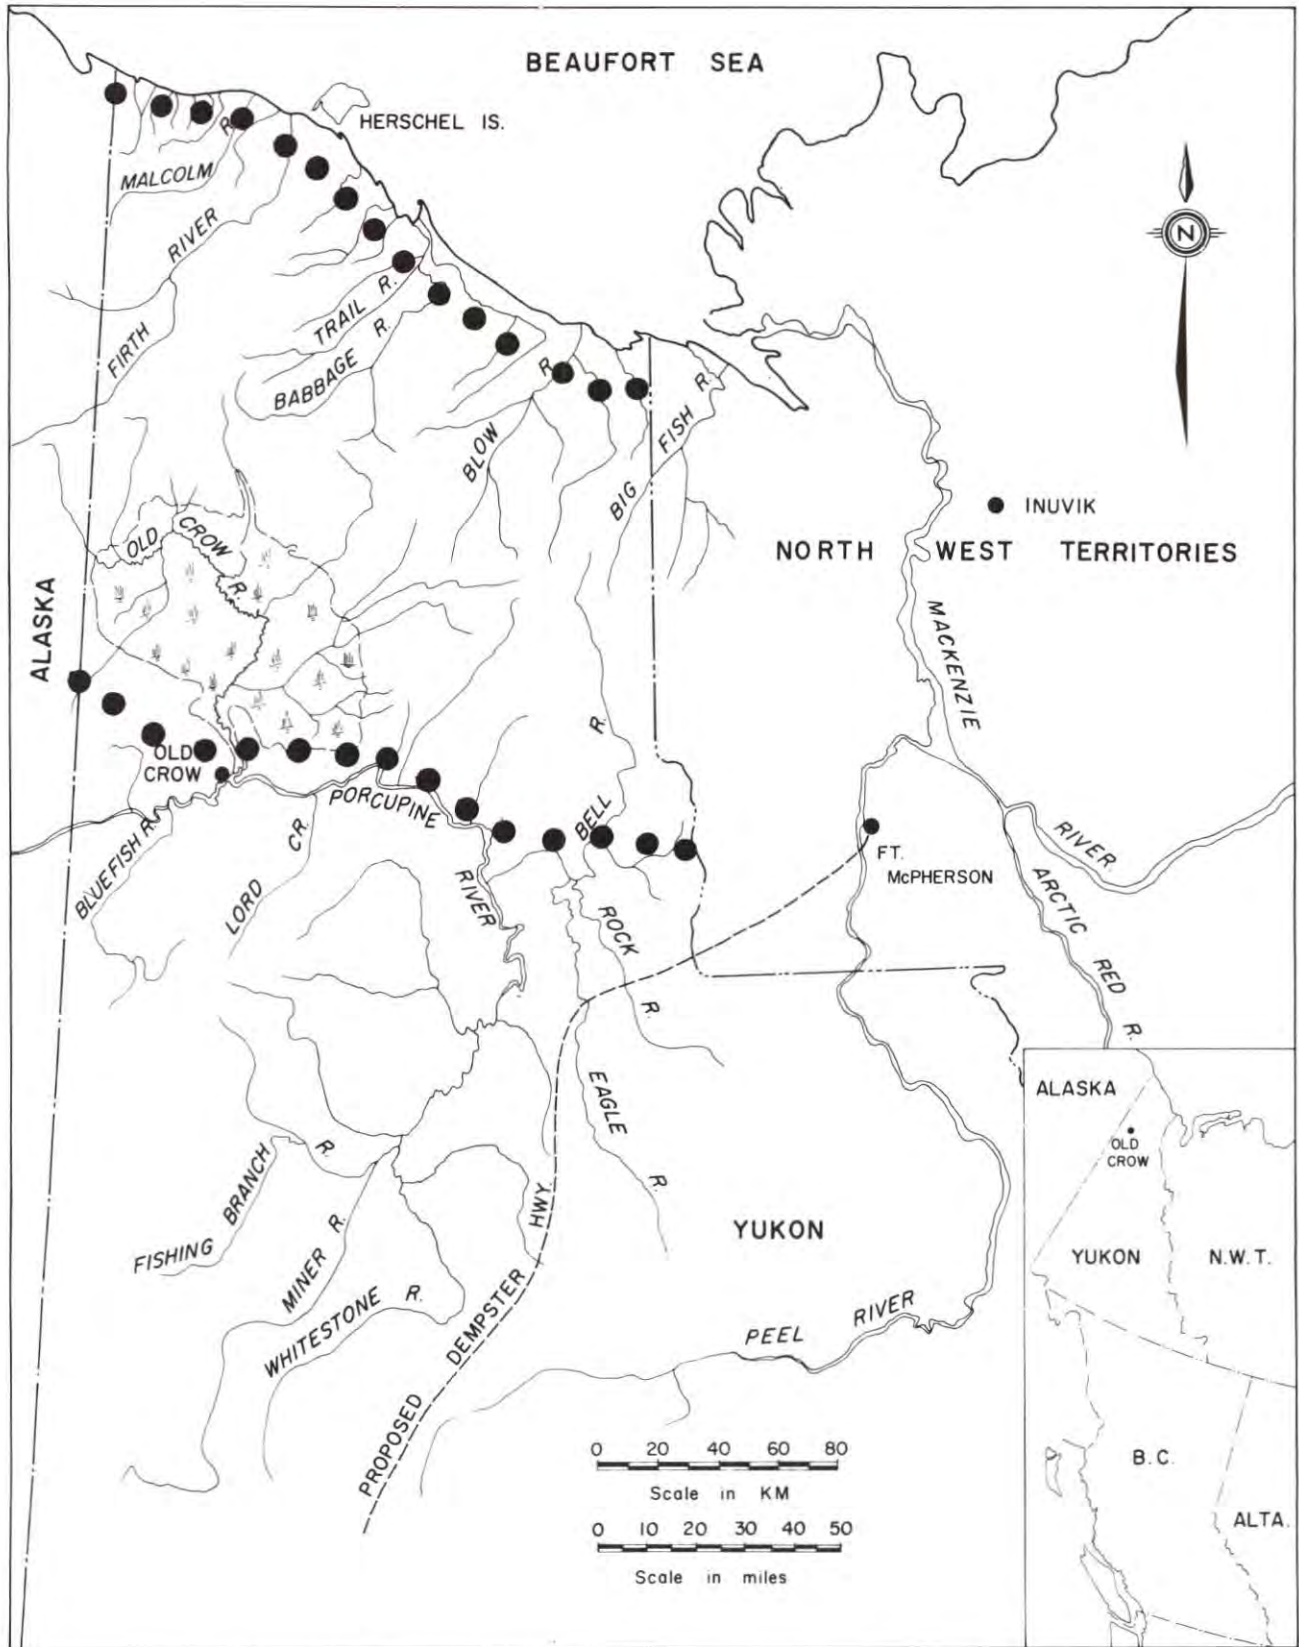 BEAUFORT SEA
HERSCHEL IS.
MALCOLM R.
N
FIRTH RIVER
TRAIL R.
BABBAGE R.
BLOW R.
BIG FISH R.
INUVIK
NORTH WEST TERRITORIES
OLD CROW R.
ALASKA
MACKENZIE RIVER
OLD
CROW
PORCUPINE RIVER
BELL R.
BLUEFISH R.
LORD CR.
ROCK R.
FT.
McPHERSON
ARCTIC RED R.
EAGLE R.
FISHING BRANCH R.
MINER R.
WHITESTONE R.
PROPOSED DEMPSTER HWY.
YUKON
PEEL RIVER
0 20 40 60 80
Scale in KM
0 10 20 30 40 50
Scale in miles
ALASKA
OLD
CROW
YUKON
N.W.T.
B.C.
ALTA.